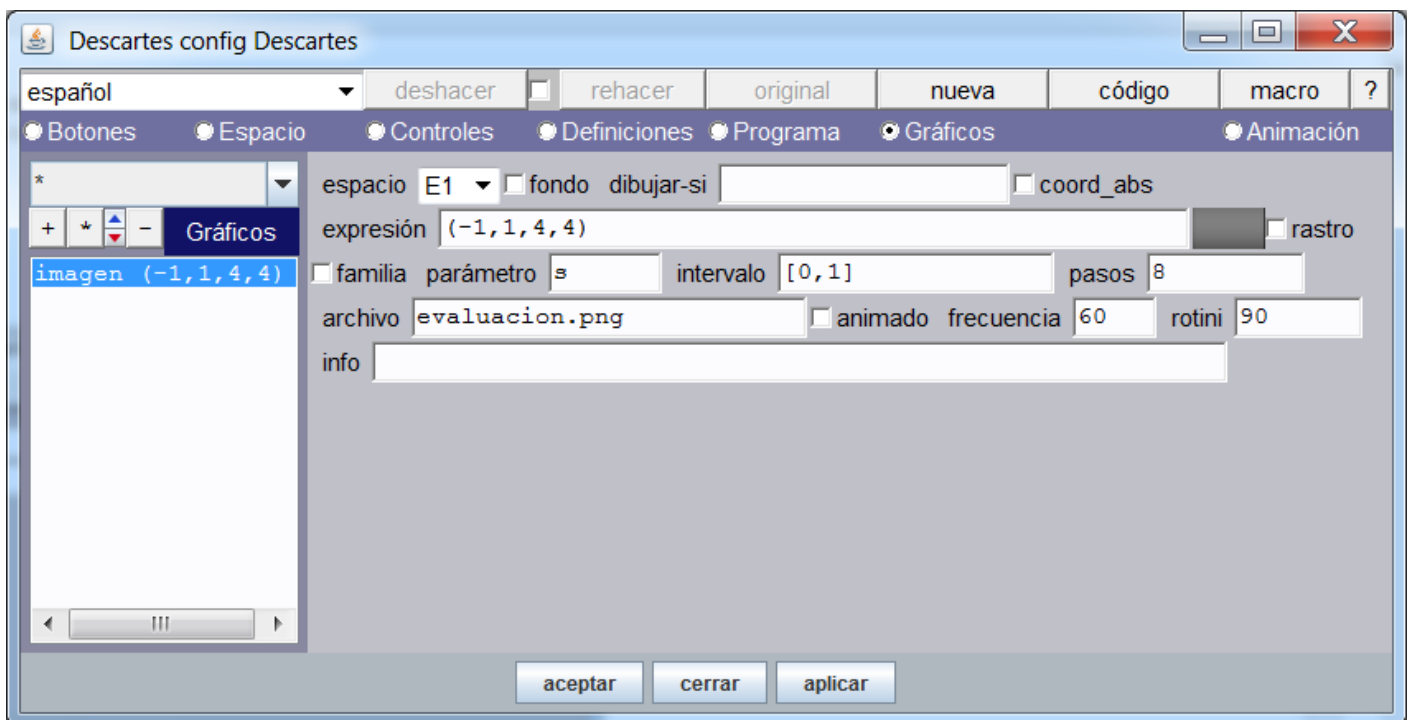 Descartes config Descartes
español deshacer rehacer original nueva código macro ?
Botones Espacio Controles Definiciones Programa Gráficos Animación
* espacio E1 fondo dibujar-si coord_abs
+ * - Gráficos expresión (-1,1,4,4) rastro
imagen (-1,1,4,4) familia parámetro s intervalo [0,1] pasos 8
archivo evaluacion.png animado frecuencia 60 rotini 90
info
aceptar cerrar aplicar